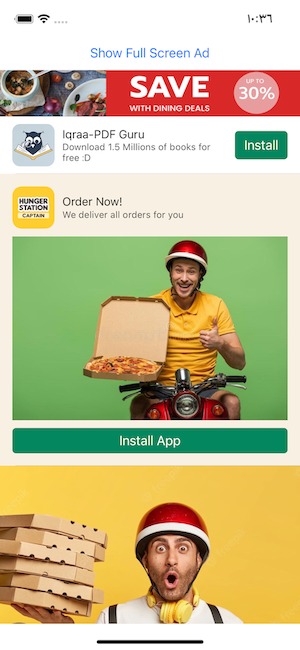 ١٠:٣٦
Show Full Screen Ad
SAVE
WITH DINING DEALS
UP TO
30%
Iqraa-PDF Guru
Download 1.5 Millions of books for
free :D
Install
HUNGER
STATION
CAPTAIN
Order Now!
We deliver all orders for you
Install App